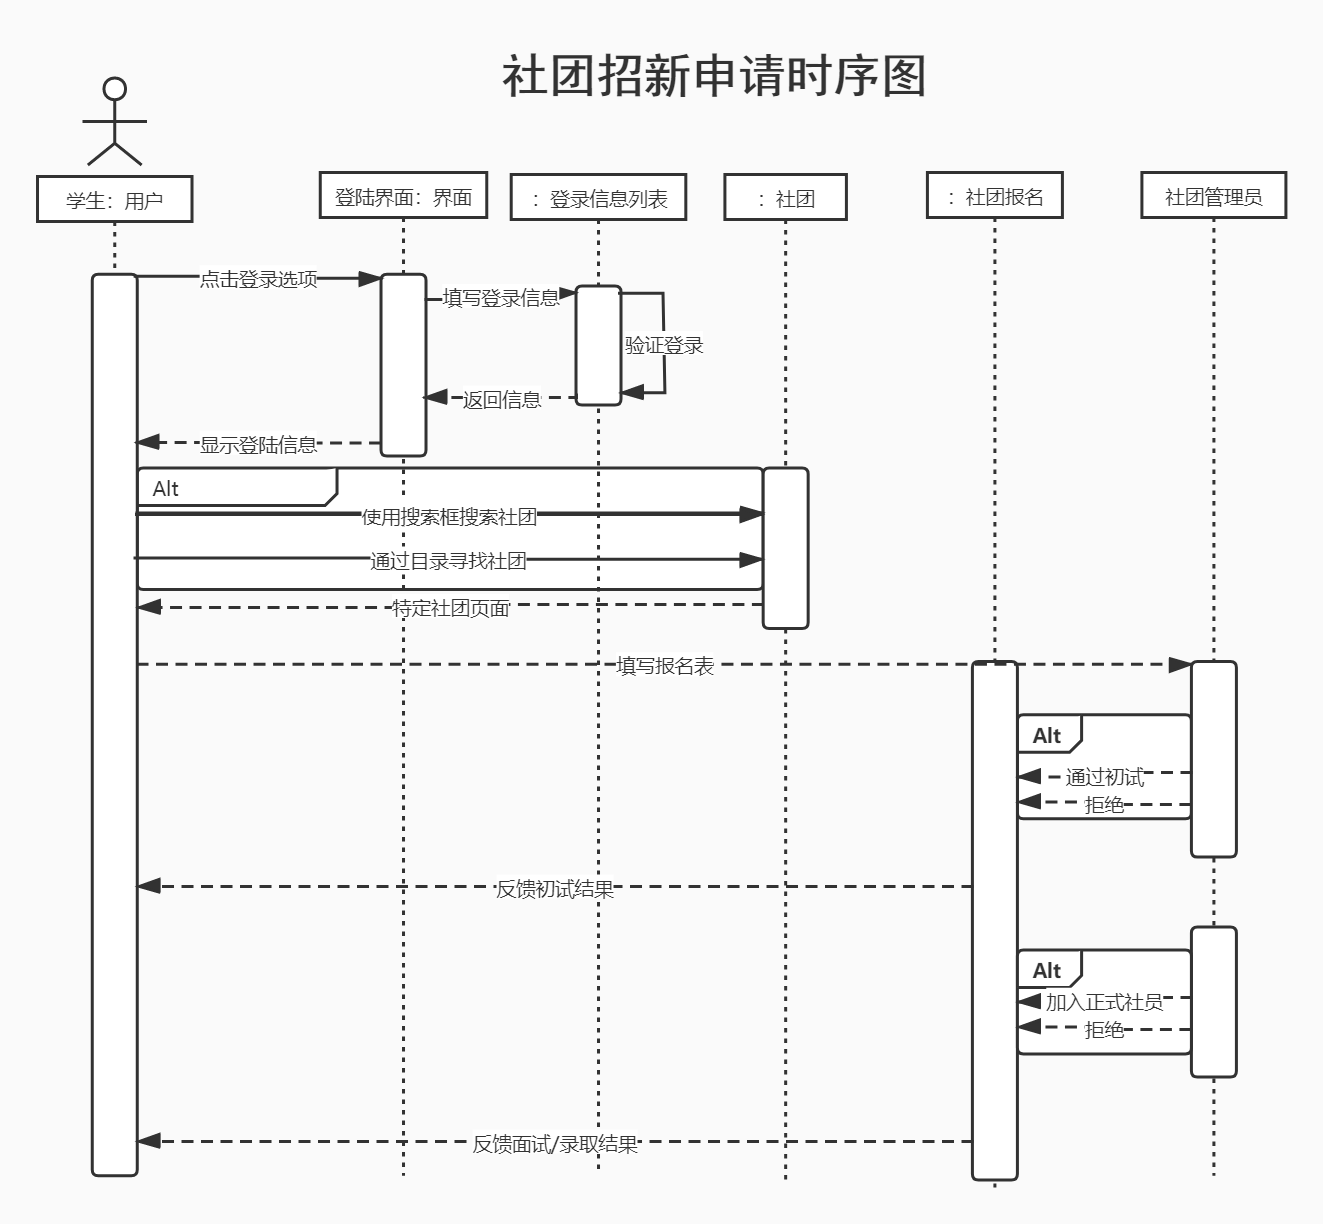 社团招新申请时序图
学生：用户
登陆界面：界面
：登录信息列表
：社团
：社团报名
社团管理员
点击登录选项
填写登录信息
验证登录
返回信息
显示登陆信息
Alt
使用搜索框搜索社团
通过目录寻找社团
特定社团页面
填写报名表
Alt
通过初试
拒绝
反馈初试结果
Alt
加入正式社员
拒绝
反馈面试/录取结果